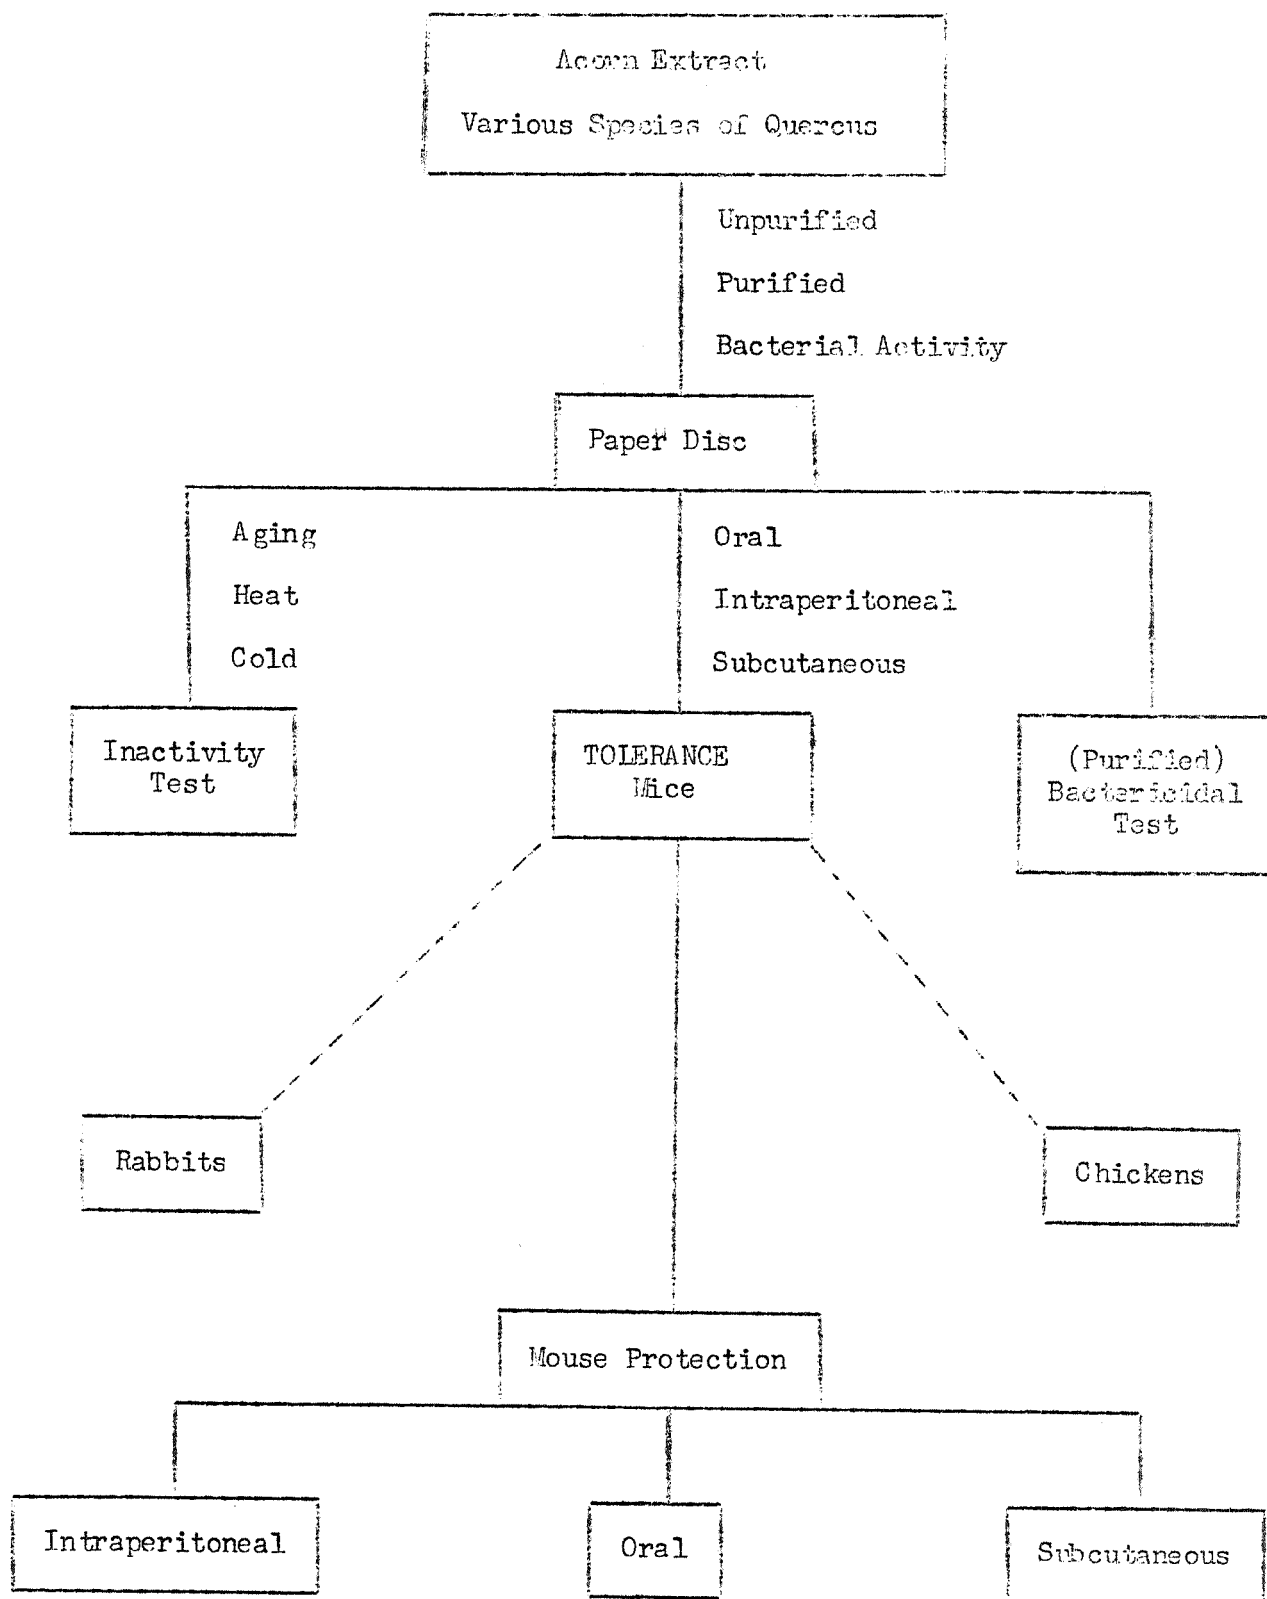 Acorn Extract
Various Species of Quercus
Unpurified
Purified
Bacterial Activity
Paper Disc
Aging
Heat
Cold
Oral
Intraperitoneal
Subcutaneous
Inactivity
Test
TOLERANCE
Mice
(Purified)
Bactericidal
Test
Rabbits
Chickens
Mouse Protection
Intraperitoneal
Oral
Subcutaneous